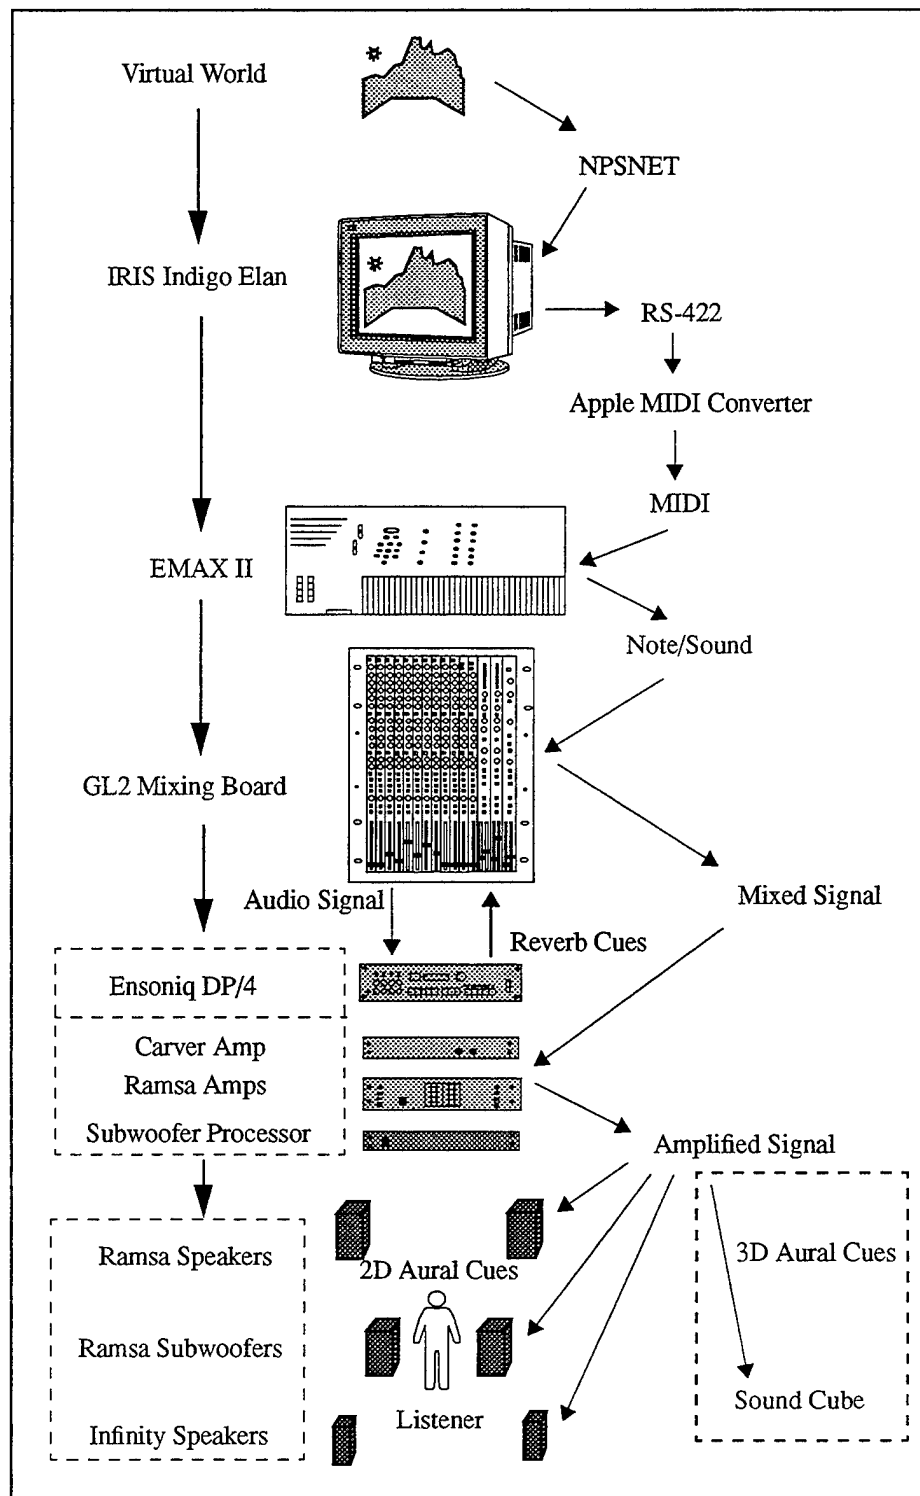 Virtual World
NPSNET
IRIS Indigo Elan
RS-422
Apple MIDI Converter
MIDI
EMAX II
Note/Sound
GL2 Mixing Board
Audio Signal
Mixed Signal
Reverb Cues
Ensoniq DP/4
Carver Amp
Ramsa Amps
Subwoofer Processor
Amplified Signal
Ramsa Speakers
2D Aural Cues
3D Aural Cues
Ramsa Subwoofers
Sound Cube
Listener
Infinity Speakers